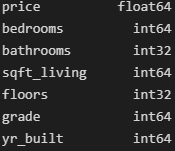 price float64
bedrooms int64
bathrooms int32
sqft_living int64
floors int32
grade int64
yr_built int64